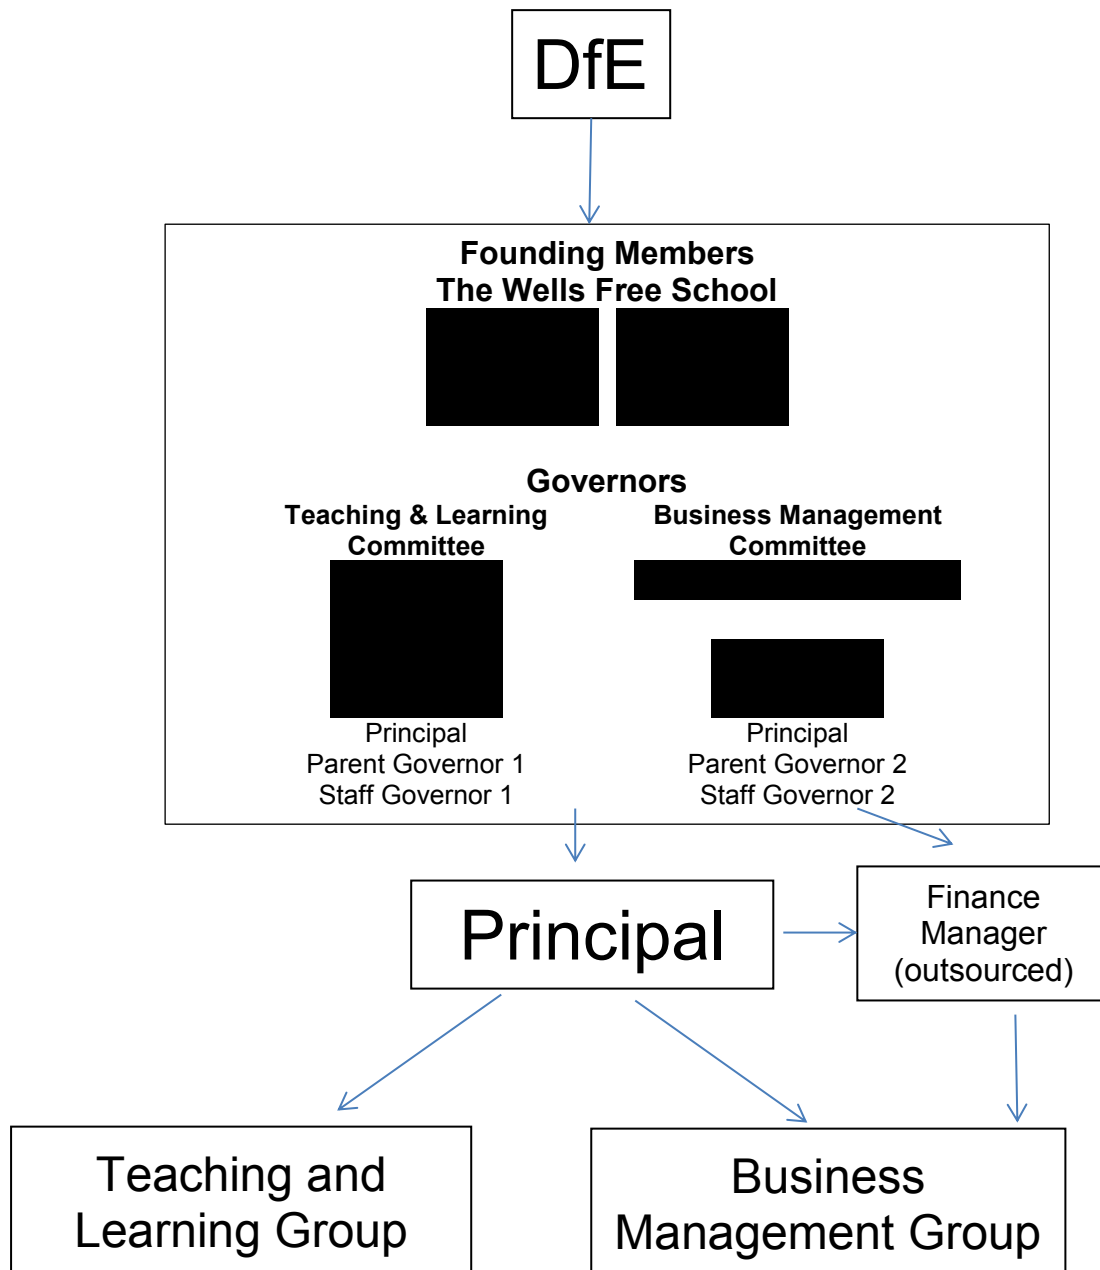 DfE
Founding Members
The Wells Free School
Governors
Teaching & Learning
Committee
Principal
Parent Governor 1
Staff Governor 1
Business Management
Committee
Principal
Parent Governor 2
Staff Governor 2
Principal
Finance
Manager
(outsourced)
Teaching and
Learning Group
Business
Management Group